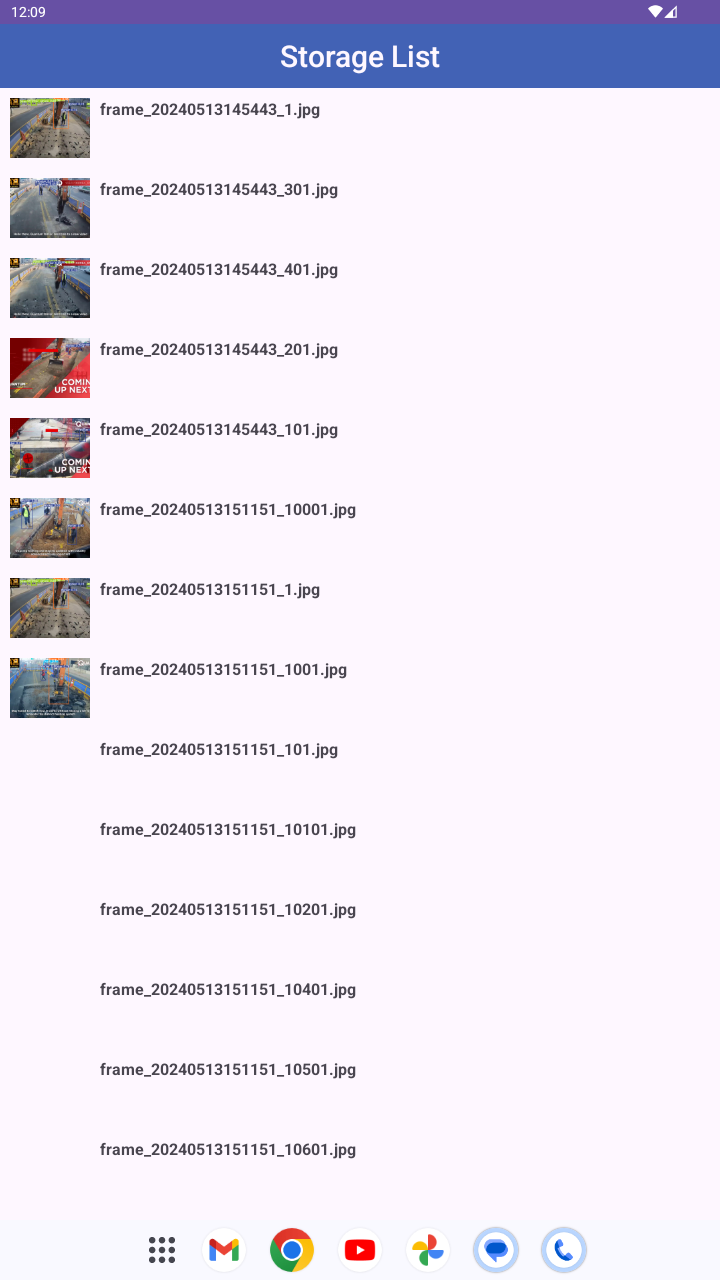 12:09
Storage List
frame_20240513145443_1.jpg
frame_20240513145443_301.jpg
frame_20240513145443_401.jpg
frame_20240513145443_201.jpg
COMIN
UP NEXT
frame_20240513145443_101.jpg
COMIN
UP NEXT
frame_20240513151151_10001.jpg
frame_20240513151151_1.jpg
frame_20240513151151_1001.jpg
frame_20240513151151_101.jpg
frame_20240513151151_10101.jpg
frame_20240513151151_10201.jpg
frame_20240513151151_10401.jpg
frame_20240513151151_10501.jpg
frame_20240513151151_10601.jpg